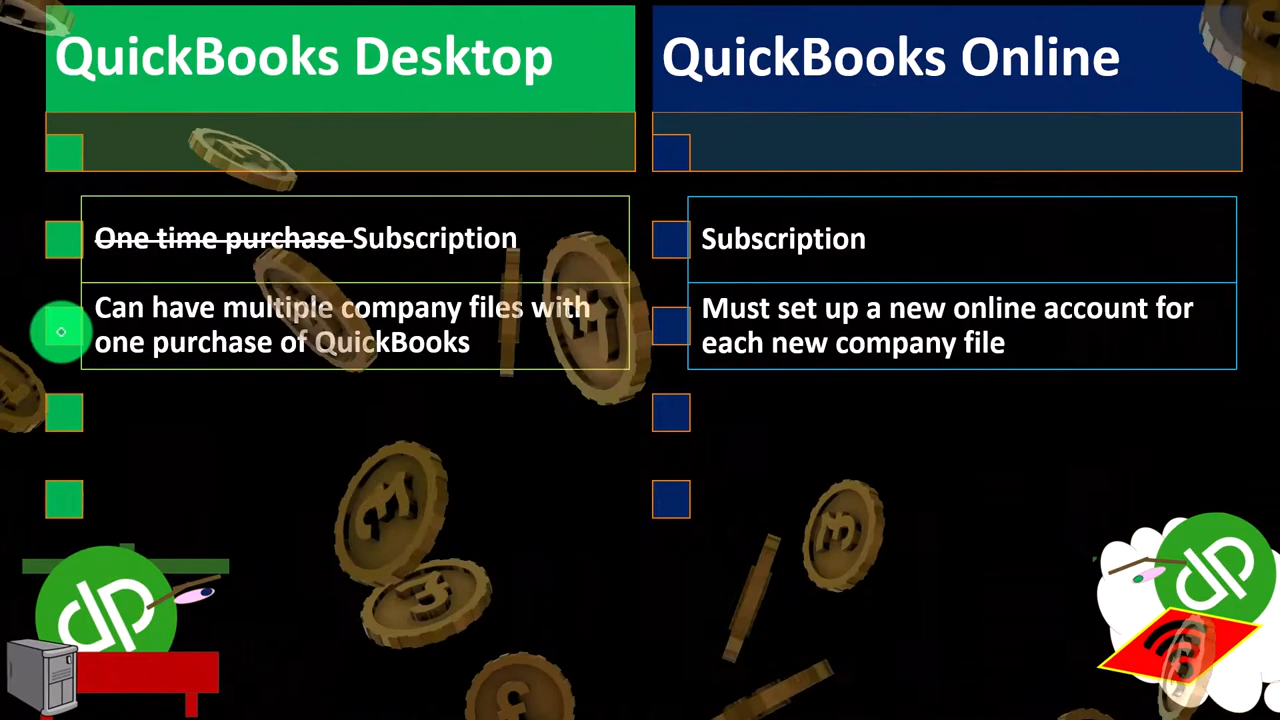 QuickBooks Desktop
One time purchase Subscription
Can have multiple company files with
one purchase of QuickBooks
QuickBooks Online
Subscription
Must set up a new online account for
each new company file